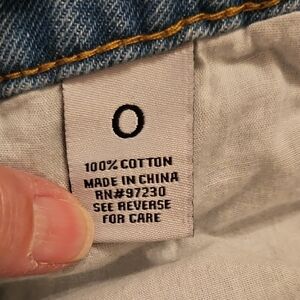 0
100% COTTON
MADE IN CHINA
RN#97230
SEE REVERSE
FOR CARE